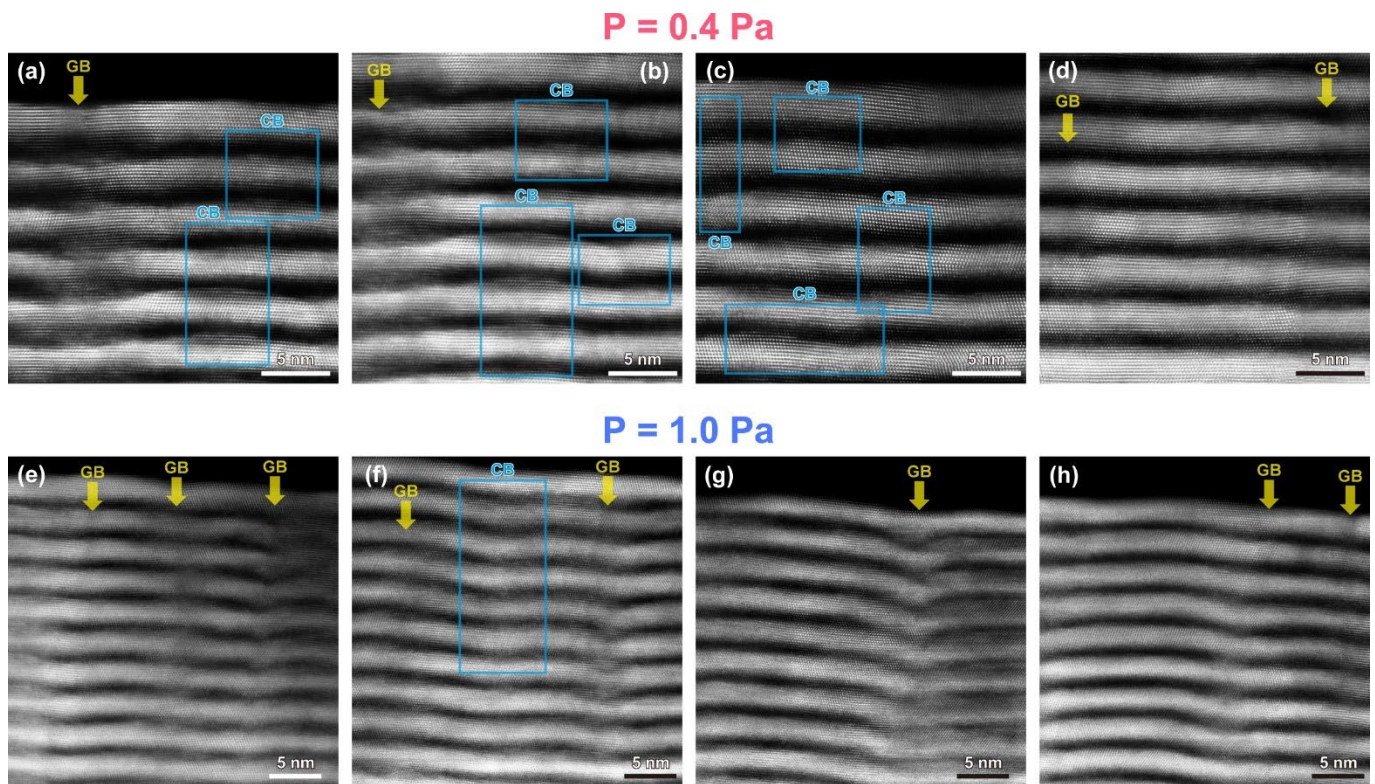 P = 0.4 Pa
(a)
GB
CB
CB
5 nm
GB
(b)
CB
CB
CB
5 nm
(c)
CB
CB
CB
CB
5 nm
(d)
GB
GB
5 nm
P = 1.0 Pa
(e)
GB
GB
GB
5 nm
(f)
CB
GB
GB
5 nm
(g)
GB
5 nm
(h)
GB
GB
5 nm